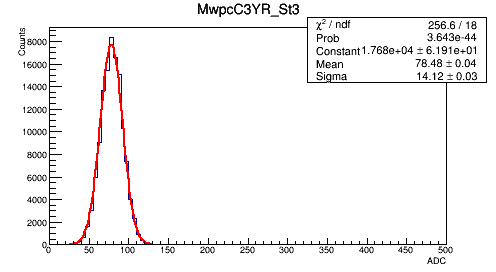 MwpcC3YR_St3
χ² / ndf 256.6 / 18
Prob 3.643e-44
Constant 1.768e+04 ± 6.191e+01
Mean 78.48 ± 0.04
Sigma 14.12 ± 0.03
Counts
18000
16000
14000
12000
10000
8000
6000
4000
2000
0
0 50 100 150 200 250 300 350 400 450 500
ADC